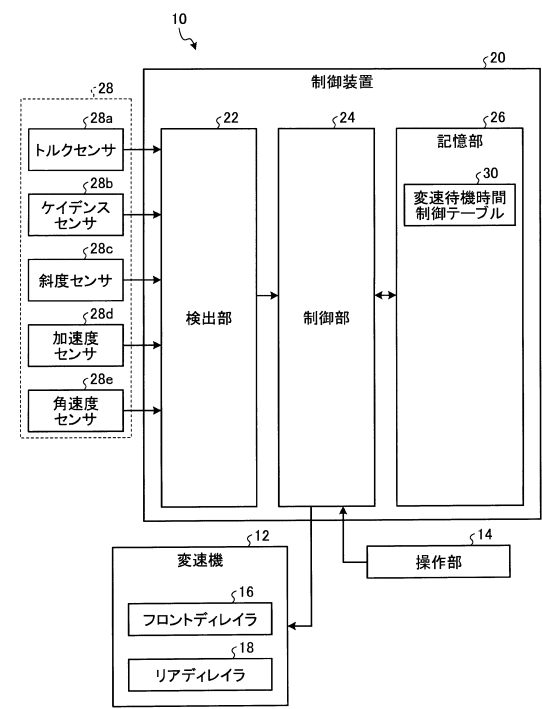 10
20
制御装置
28
28a
トルクセンサ
28b
ケイデンス
センサ
28c
斜度センサ
28d
加速度
センサ
28e
角速度
センサ
22
検出部
24
制御部
26
記憶部
30
変速待機時間
制御テーブル
12
変速機
16
フロントディレイラ
18
リアディレイラ
14
操作部